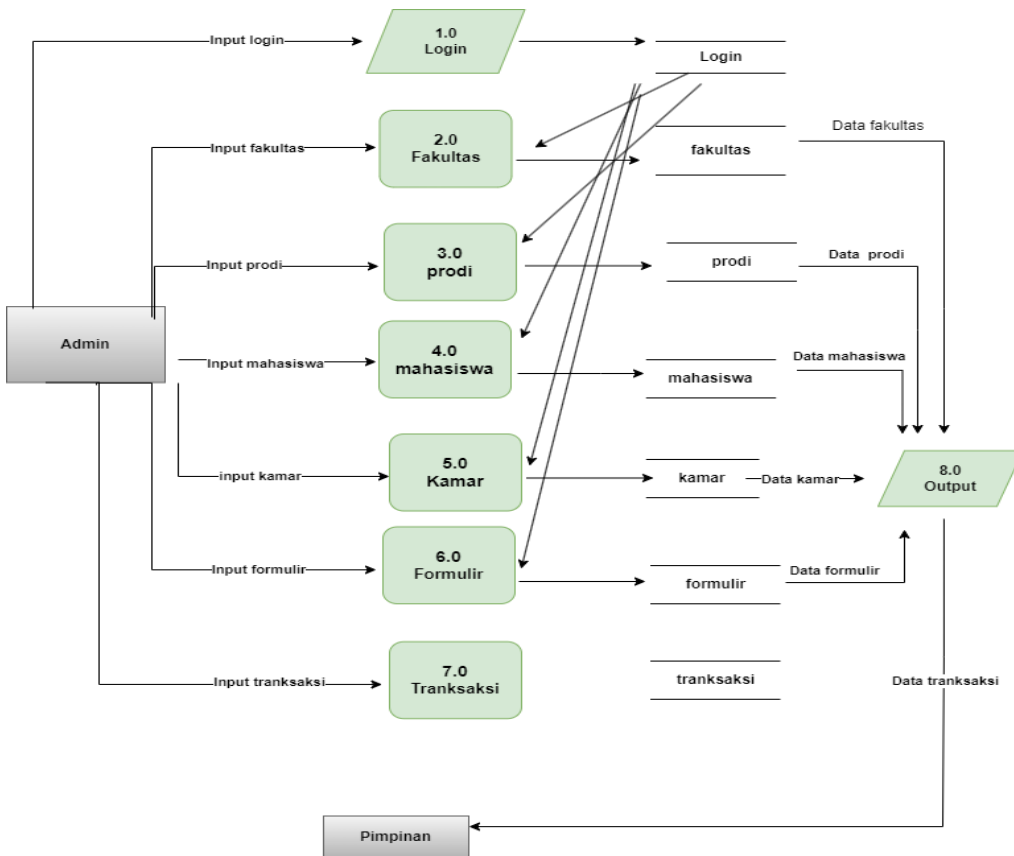 Input login
1.0
Login
Login
Input fakultas
2.0
Fakultas
fakultas
Data fakultas
Input prodi
3.0
prodi
prodi
Data prodi
Admin
Input mahasiswa
4.0
mahasiswa
mahasiswa
Data mahasiswa
input kamar
5.0
Kamar
kamar
Data kamar
8.0
Output
Input formulir
6.0
Formulir
formulir
Data formulir
Input tranksaksi
7.0
Tranksaksi
tranksaksi
Data tranksaksi
Pimpinan